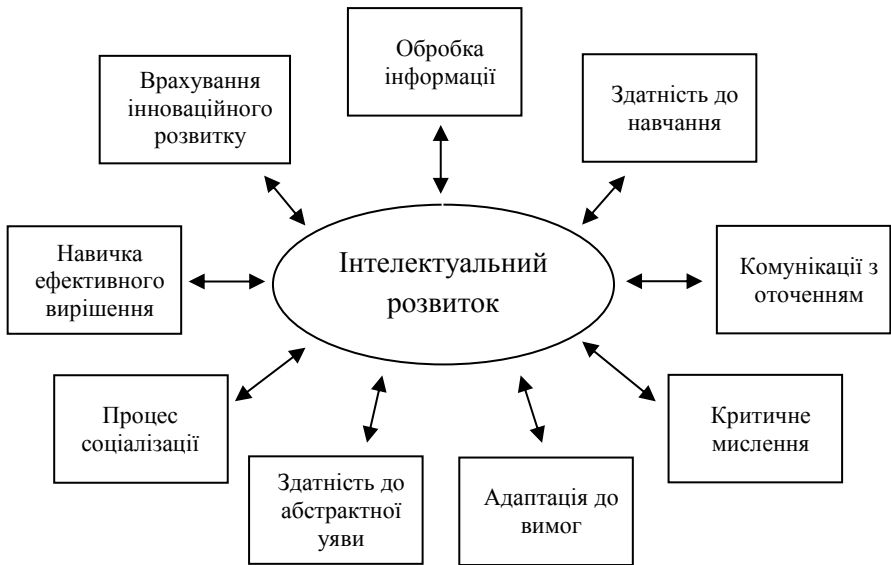 Обробка
інформації
Врахування
інноваційного
розвитку
Здатність до
навчання
Навичка
ефективного
вирішення
Інтелектуальний
розвиток
Комунікації з
оточенням
Процес
соціалізації
Критичне
мислення
Здатність до
абстрактної
уяви
Адаптація до
вимог